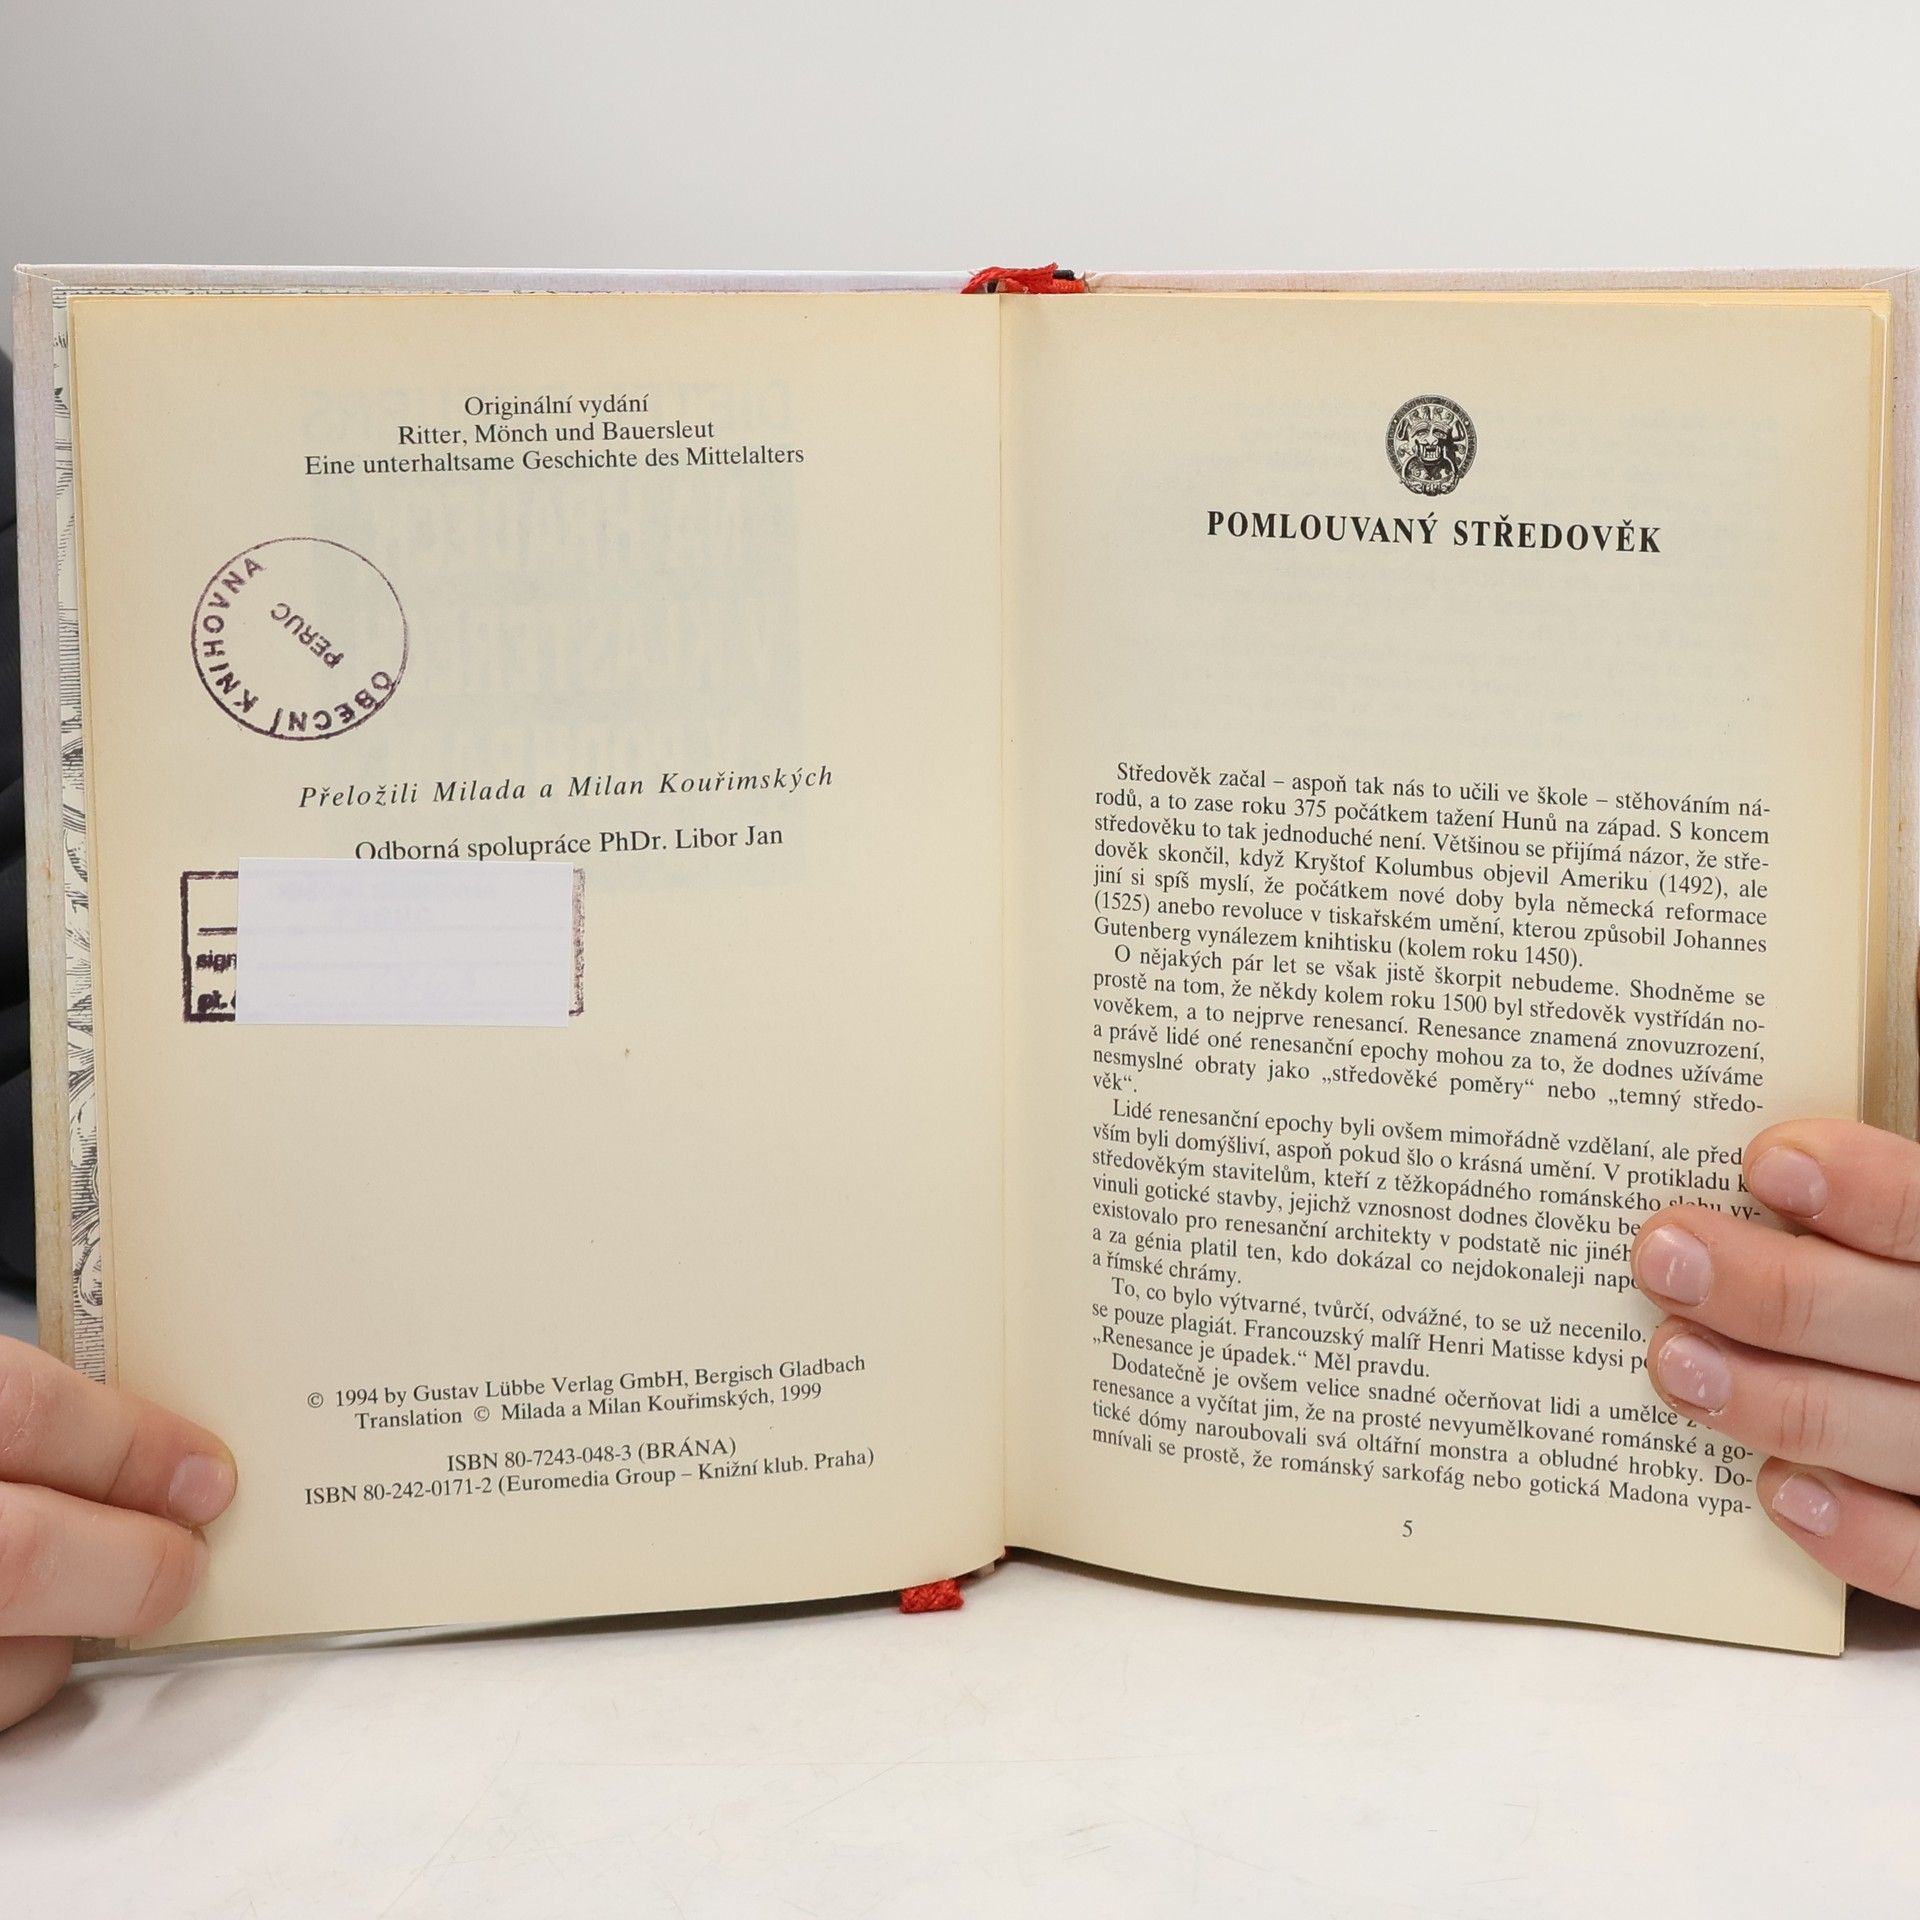 Originální vydání
Ritter, Mönch und Bauersleut
Eine unterhaltsame Geschichte des Mittelalters
OBECNÍ KNIHOVNA
PERUC
Přeložili Milada a Milan Kouřimských
Odborná spolupráce PhDr. Libor Jan
sign
© 1994 by Gustav Lübbe Verlag GmbH, Bergisch Gladbach
Translation © Milada a Milan Kouřimských, 1999
ISBN 80-7243-048-3 (BRÁNA)
ISBN 80-242-0171-2 (Euromedia Group – Knižní klub. Praha)
POMLOUVANÝ STŘEDOVĚK
Středověk začal – aspoň tak nás to učili ve škole – stěhováním ná-
rodů, a to zase roku 375 počátkem tažení Hunů na západ. S koncem
středověku to tak jednoduché není. Většinou se přijímá názor, že stře-
dověk skončil, když Kryštof Kolumbus objevil Ameriku (1492), ale
jiní si spíš myslí, že počátkem nové doby byla německá reformace
(1525) anebo revoluce v tiskařském umění, kterou způsobil Johannes
Gutenberg vynálezem knihtisku (kolem roku 1450).
O nějakých pár let se však jistě škorpit nebudeme. Shodněme se
prostě na tom, že někdy kolem roku 1500 byl středověk vystřídán no-
vověkem, a to nejprve renesancí. Renesance znamená znovuzrození,
a právě lidé oné renesanční epochy mohou za to, že dodnes užíváme
nesmyslné obraty jako „středověké poměry“ nebo „temný středo-
věk“.
Lidé renesanční epochy byli ovšem mimořádně vzdělaní, ale před
vším byli domýšliví, aspoň pokud šlo o krásná umění. V protikladu k
středověkým stavitelům, kteří z těžkopádného románského slohu vy-
vinuli gotické stavby, jejichž vznosnost dodnes člověku
existovalo pro renesanční architekty v podstatě nic
a za génia platil ten, kdo dokázal co nejdokonaleji
a římské chrámy.
To, co bylo výtvarné, tvůrčí, odvážné, to se už necenilo.
se pouze plagiát. Francouzský malíř Henri Matisse kdysi
„Renesance je úpadek.“ Měl pravdu.
Dodatečně je ovšem velice snadné očerňovat lidi a umělce z
renesance a vyčítat jim, že na prosté nevyumělkované románské a go-
tické dómy naroubovali svá oltářní monstra a obludné hrobky. Do-
mnívali se prostě, že románský sarkofág nebo gotická Madona vypa-
5